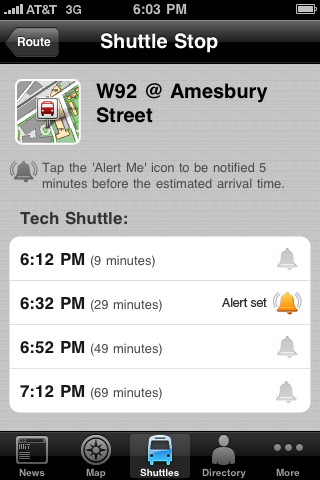 AT&T 3G 6:03 PM
Route Shuttle Stop
W92 @ Amesbury
Street
Tap the 'Alert Me' icon to be notified 5
minutes before the estimated arrival time.
Tech Shuttle:
6:12 PM (9 minutes)
6:32 PM (29 minutes) Alert set
6:52 PM (49 minutes)
7:12 PM (69 minutes)
News Map Shuttles Directory More